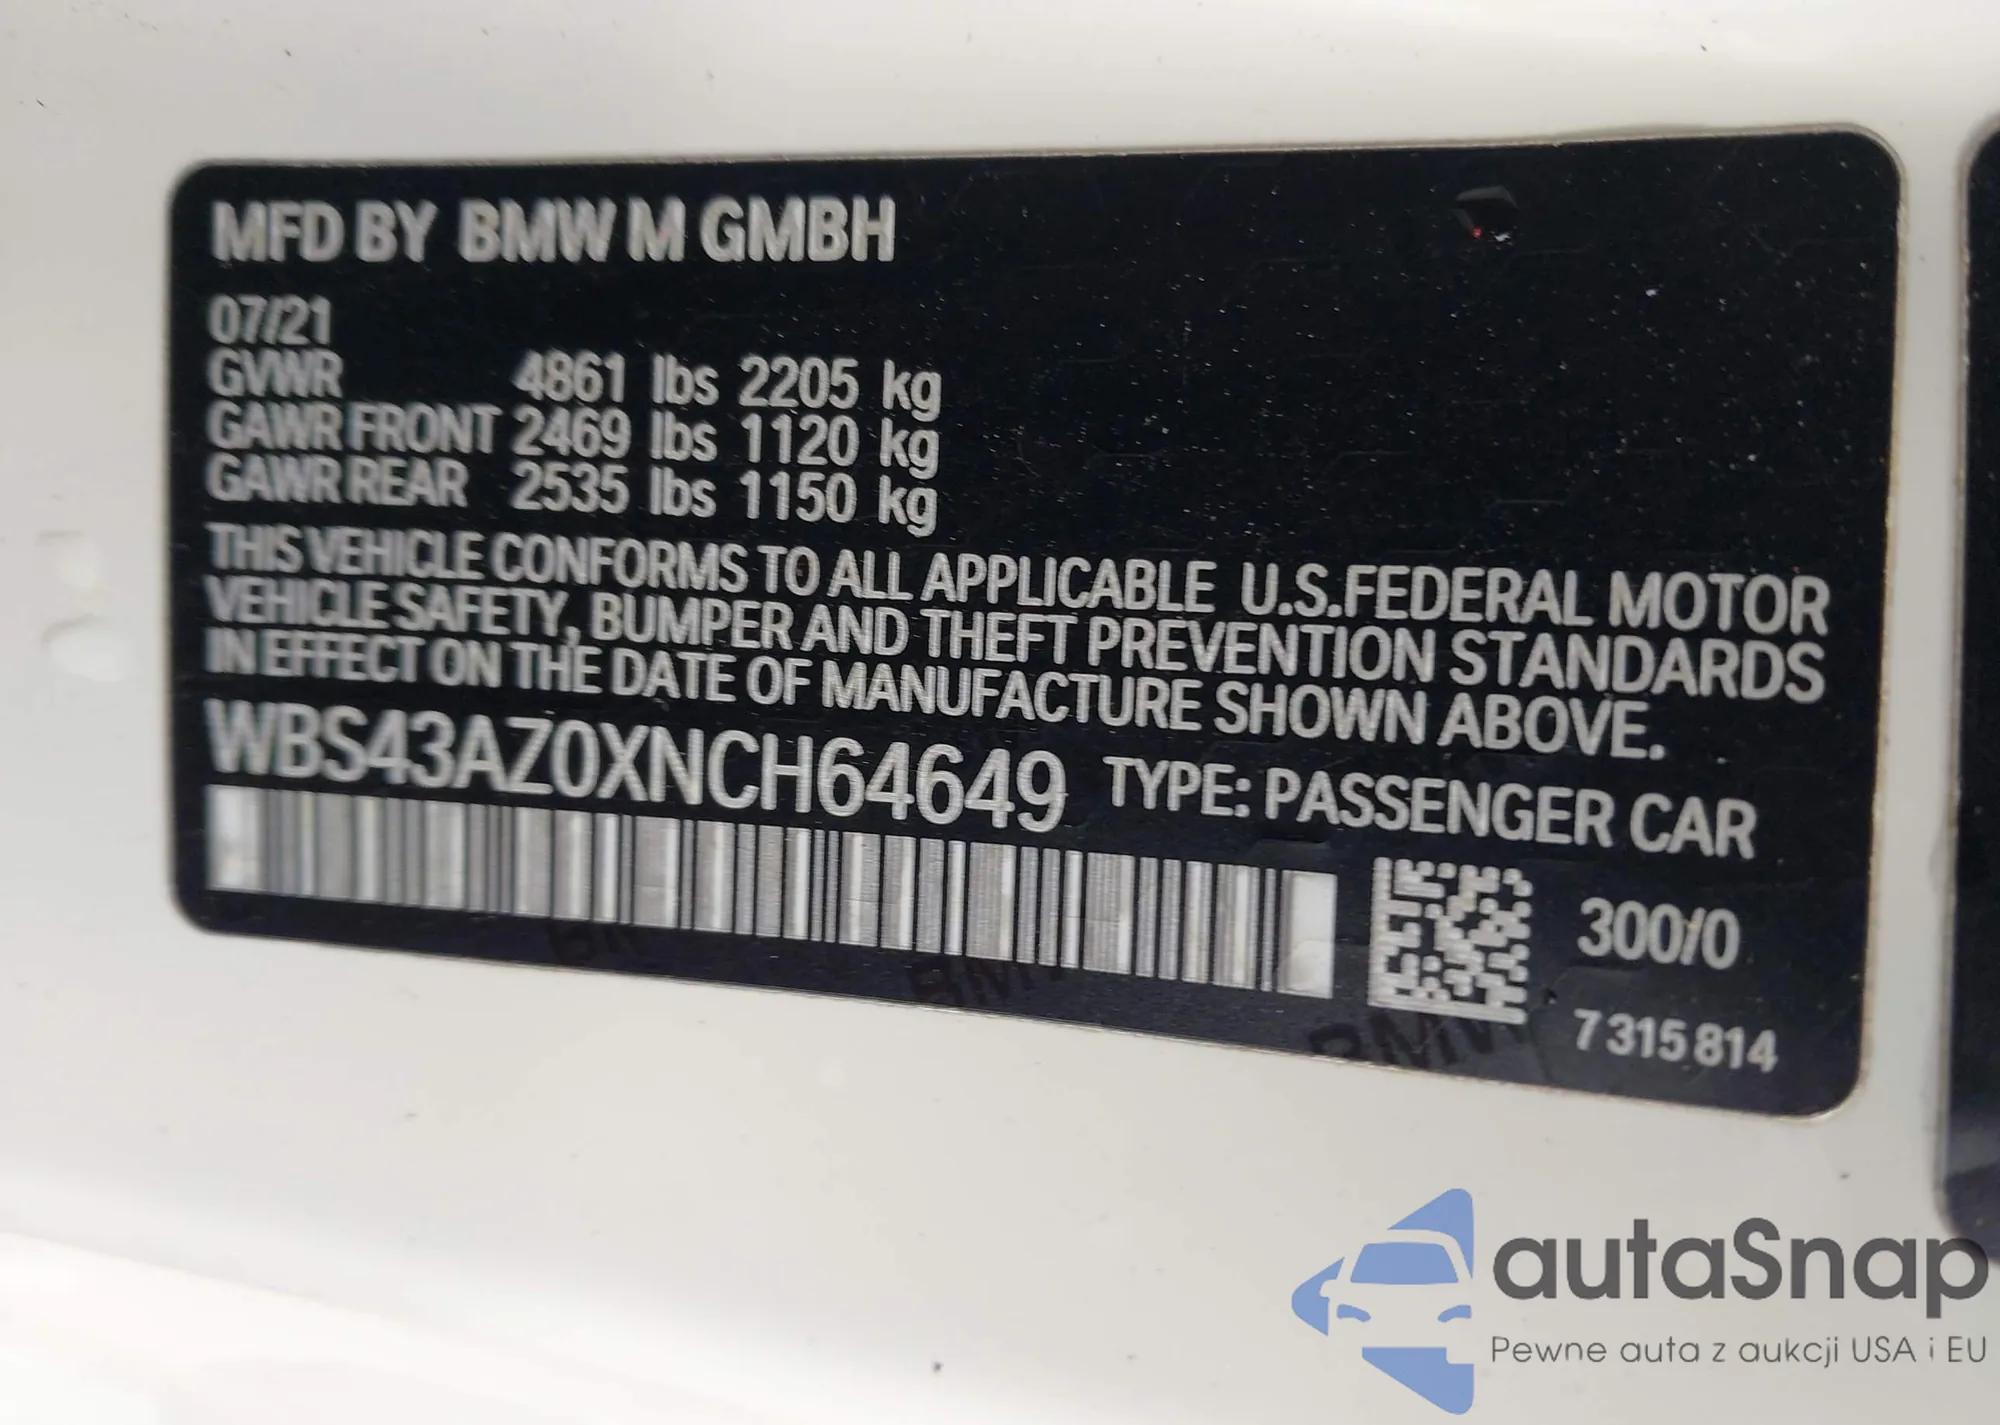 MFD BY BMW M GMBH
07/21
GVWR 4861 lbs 2205 kg
GAWR FRONT 2469 lbs 1120 kg
GAWR REAR 2535 lbs 1150 kg
THIS VEHICLE CONFORMS TO ALL APPLICABLE U.S.FEDERAL MOTOR
VEHICLE SAFETY, BUMPER AND THEFT PREVENTION STANDARDS
IN EFFECT ON THE DATE OF MANUFACTURE SHOWN ABOVE.
WBS43AZ0XNCH64649 TYPE: PASSENGER CAR
300/0
7 315 814
BMW
BMW
autaSnap
Pewne auta z aukcji USA i EU